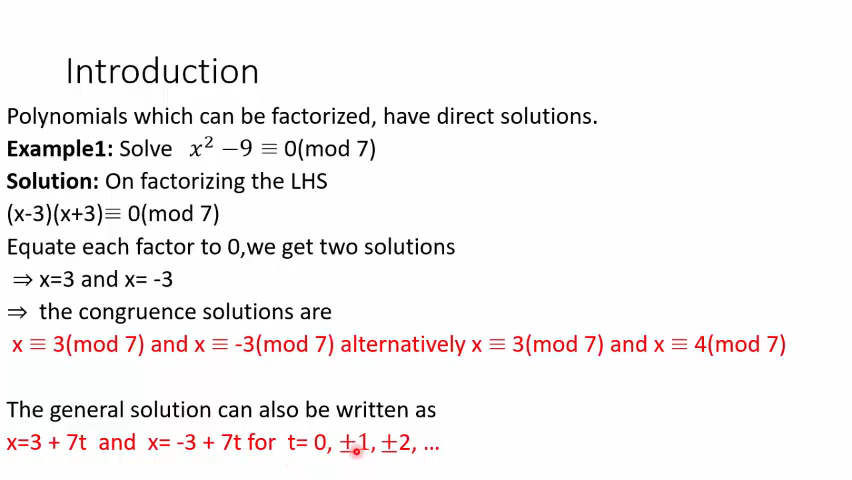 Introduction
Polynomials which can be factorized, have direct solutions.
Example1: Solve x² −9 ≡ 0(mod 7)
Solution: On factorizing the LHS
(x-3)(x+3)≡ 0(mod 7)
Equate each factor to 0,we get two solutions
⇒ x=3 and x= -3
⇒ the congruence solutions are
x ≡ 3(mod 7) and x ≡ -3(mod 7) alternatively x ≡ 3(mod 7) and x ≡ 4(mod 7)
The general solution can also be written as
x=3 + 7t and x= -3 + 7t for t= 0, ±1, ±2, ...